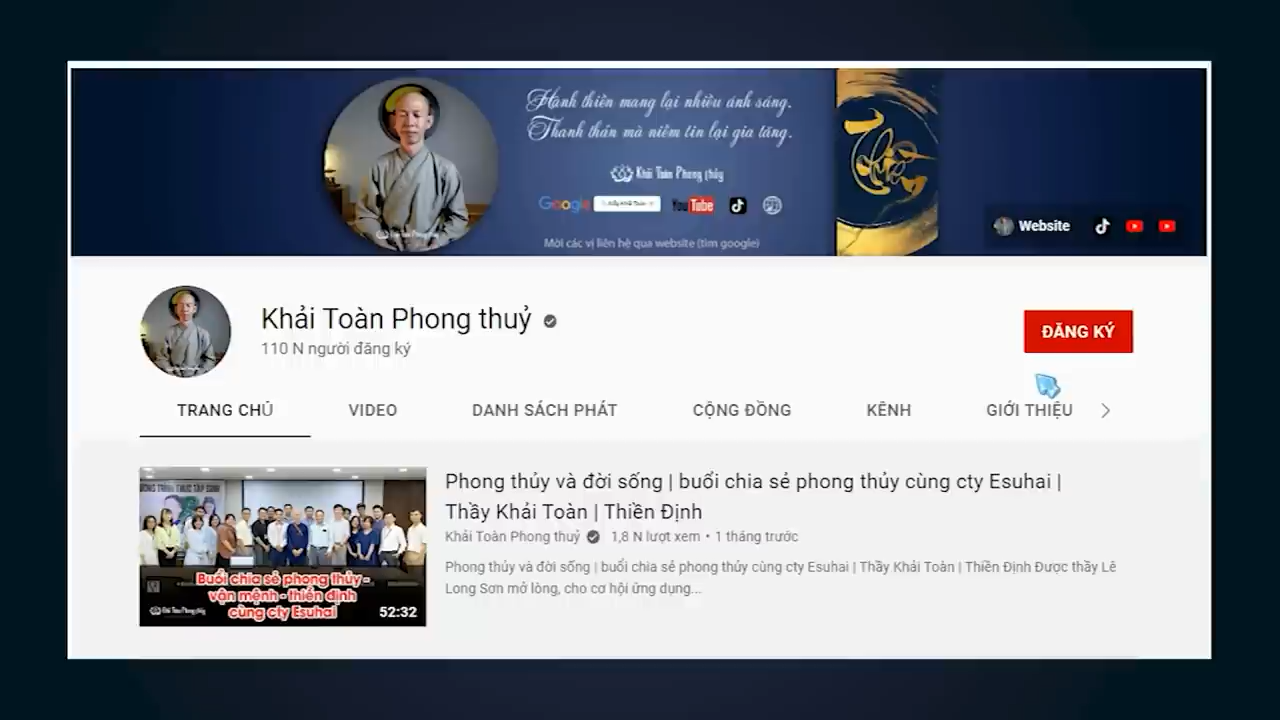 Hành thiền mang lại nhiều ánh sáng.
Thanh thản mà niềm tin lại gia tăng.
Khải Toàn Phong thủy
Google YouTube
Mời các vị liên hệ qua website (tìm google)
Thiền
Website
Khải Toàn Phong thuỷ
110 N người đăng ký
ĐĂNG KÝ
TRANG CHỦ VIDEO DANH SÁCH PHÁT CỘNG ĐỒNG KÊNH GIỚI THIỆU
Buổi chia sẻ phong thủy -
vận mệnh - thiền định
cùng cty Esuhai
Khải Toàn Phong thủy
52:32
Phong thủy và đời sống | buổi chia sẻ phong thủy cùng cty Esuhai |
Thầy Khải Toàn | Thiền Định
Khải Toàn Phong thuỷ 1,8 N lượt xem • 1 tháng trước
Phong thủy và đời sống | buổi chia sẻ phong thủy cùng cty Esuhai | Thầy Khải Toàn | Thiền Định Được thầy Lê
Long Sơn mở lòng, cho cơ hội ứng dụng...